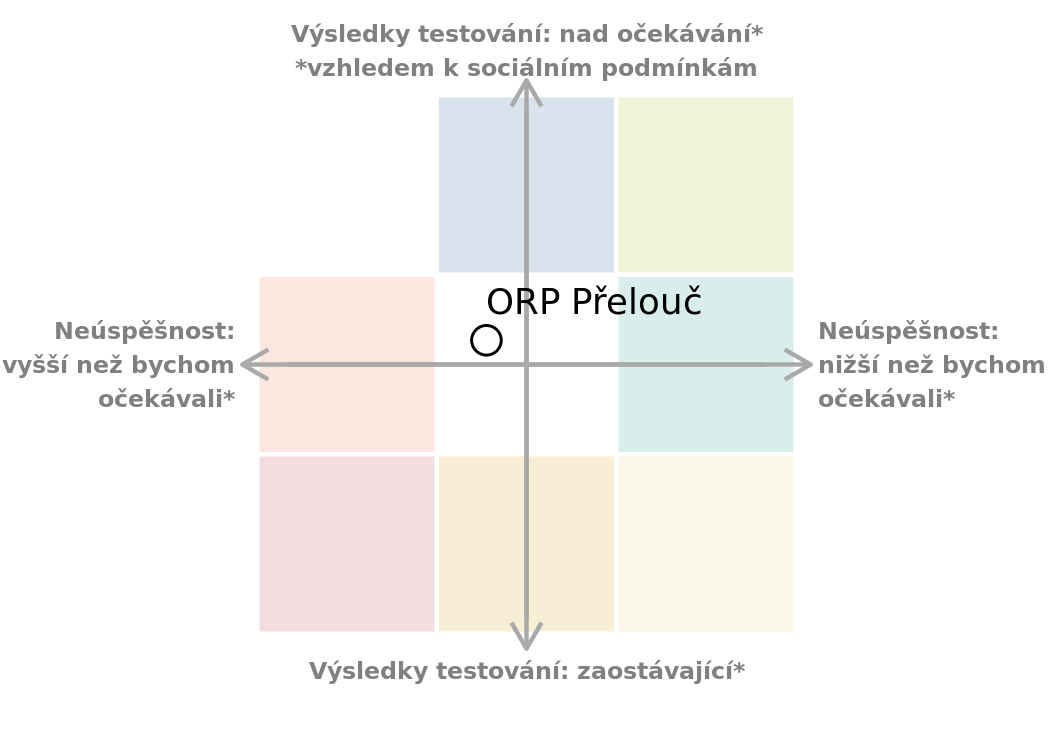 Výsledky testování: nad očekávání*
*vzhledem k sociálním podmínkám
ORP Přelouč
Neúspěšnost:
vyšší než bychom
očekávali*
Neúspěšnost:
nižší než bychom
očekávali*
Výsledky testování: zaostávající*